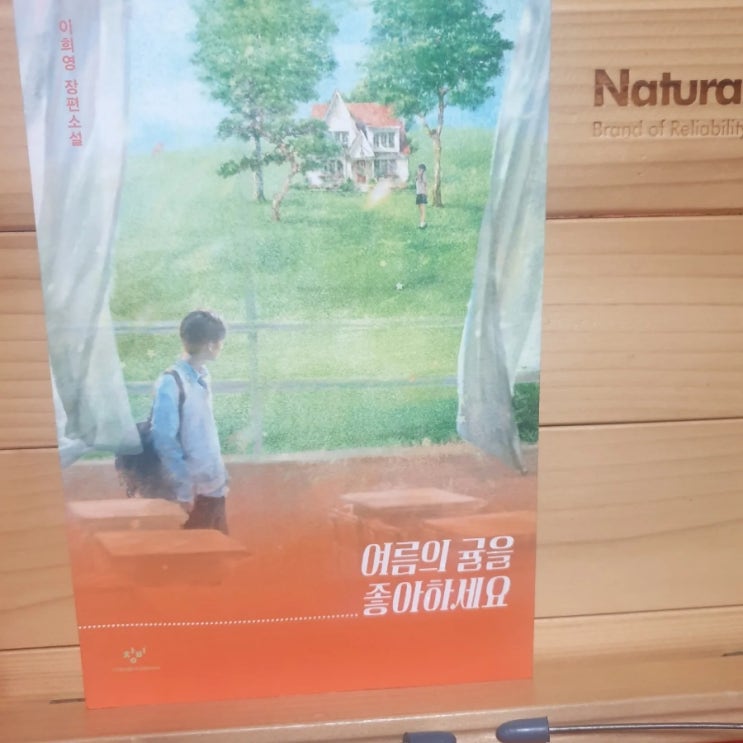 이희영 장편소설
Natura
Brand of Reliability
여름의 귤을
좋아하세요
창비